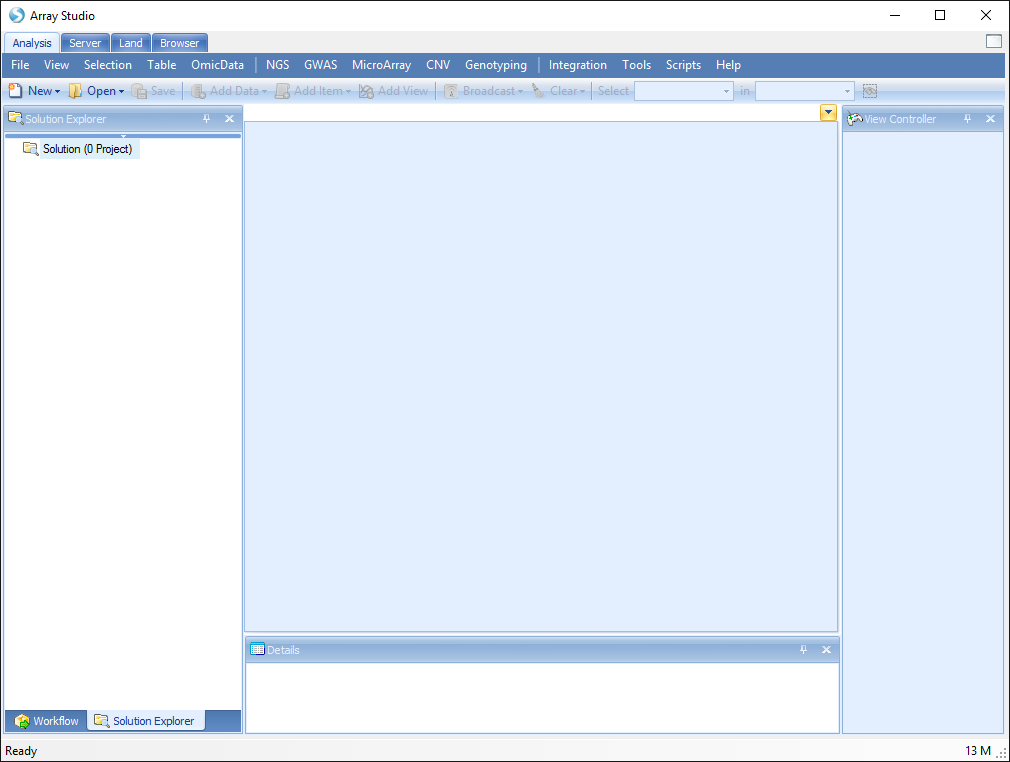 Array Studio
Analysis Server Land Browser
File View Selection Table OmicData NGS GWAS MicroArray CNV Genotyping Integration Tools Scripts Help
New Open Save Add Data Add Item Add View Broadcast Clear Select in
Solution Explorer
View Controller
Solution (0 Project)
Details
Workflow Solution Explorer
Ready 13 M